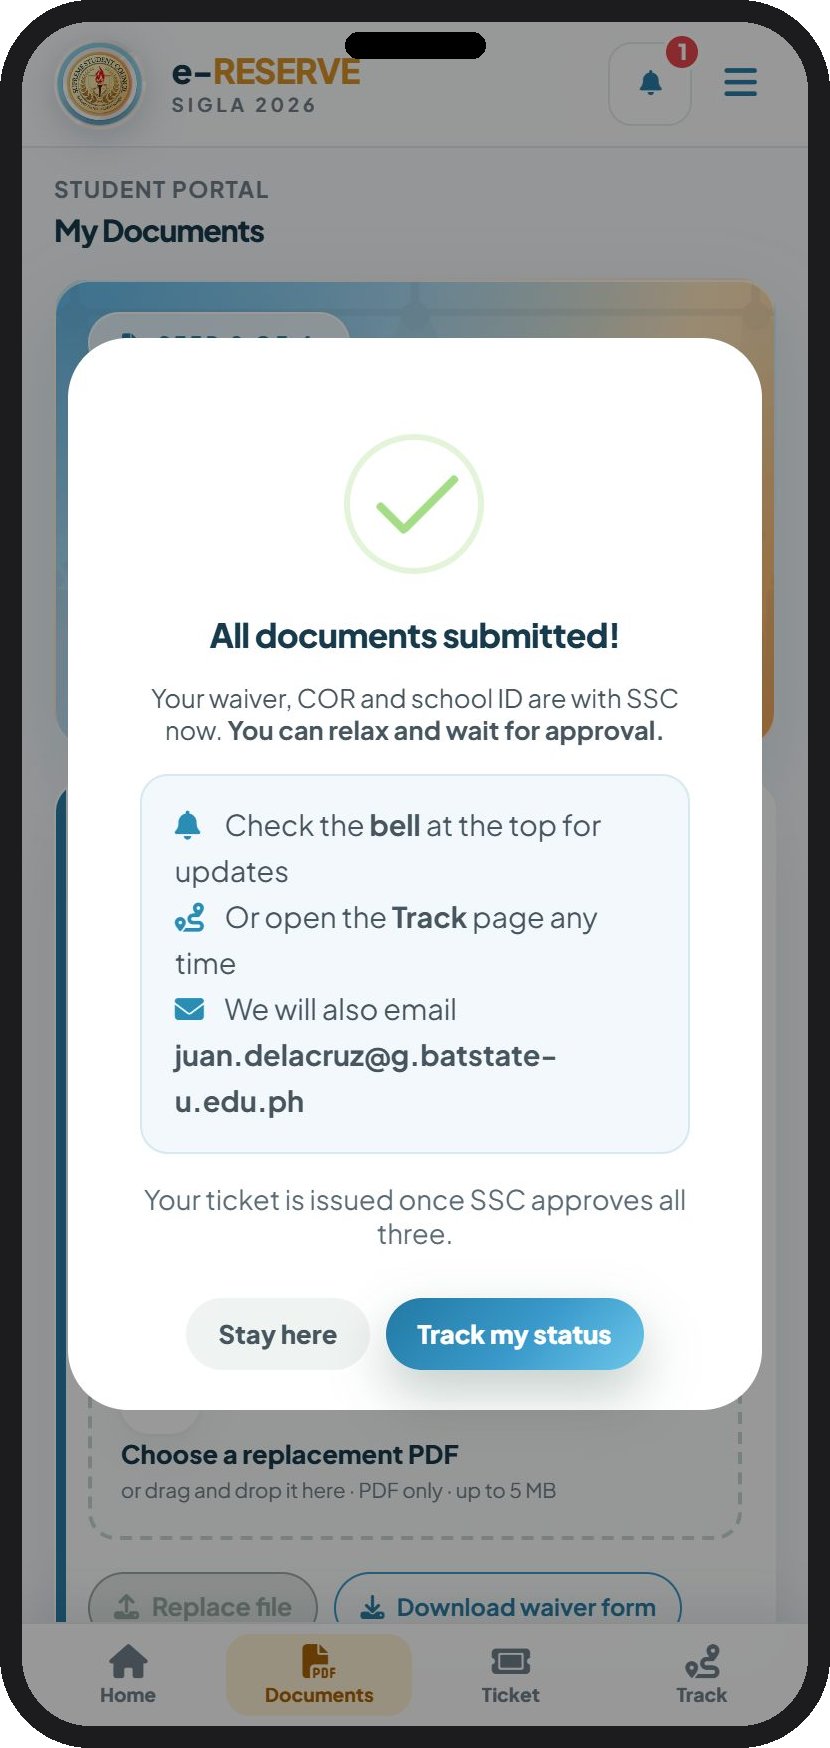 e-RESERVE
SIGLA 2026
1
STUDENT PORTAL
My Documents
All documents submitted!
Your waiver, COR and school ID are with SSC
now. You can relax and wait for approval.
Check the bell at the top for
updates
Or open the Track page any
time
We will also email
juan.delacruz@g.batstate-
u.edu.ph
Your ticket is issued once SSC approves all
three.
Stay here
Track my status
Choose a replacement PDF
or drag and drop it here · PDF only · up to 5 MB
Replace file
Download waiver form
PDF
Home
Documents
Ticket
Track